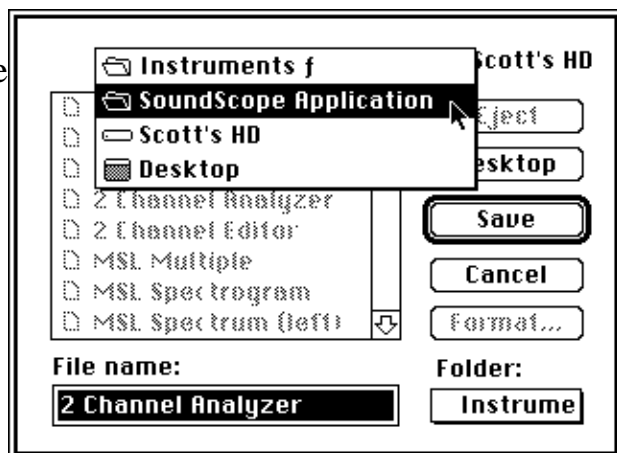 e
Instruments ƒ
SoundScope Application
Scott's HD
Desktop
Scott's HD
Eject
Desktop
2 Channel Analyzer
2 Channel Editor
MSL Multiple
MSL Spectrogram
MSL Spectrum (left)
Save
Cancel
Format...
File name:
2 Channel Analyzer
Folder:
Instrume